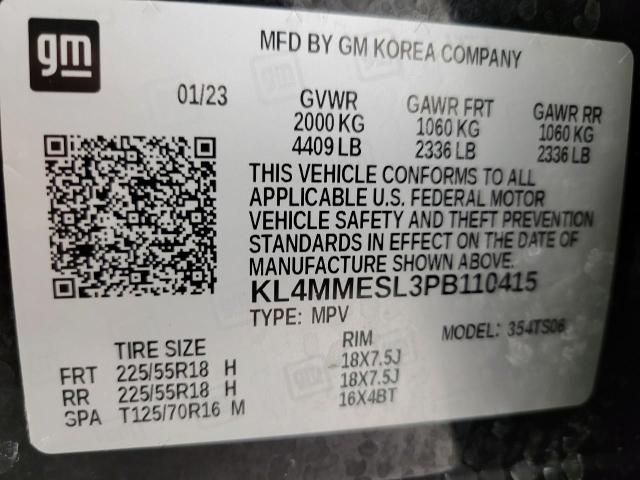 gm
MFD BY GM KOREA COMPANY
01/23 GVWR GAWR FRT GAWR RR
2000 KG 1060 KG 1060 KG
4409 LB 2336 LB 2336 LB
THIS VEHICLE CONFORMS TO ALL
APPLICABLE U.S. FEDERAL MOTOR
VEHICLE SAFETY AND THEFT PREVENTION
STANDARDS IN EFFECT ON THE DATE OF
MANUFACTURE SHOWN ABOVE.
KL4MMESL3PB110415
TYPE: MPV MODEL: 354TS06
TIRE SIZE RIM
FRT 225/55R18 H 18X7.5J
RR 225/55R18 H 18X7.5J
SPA T125/70R16 M 16X4BT